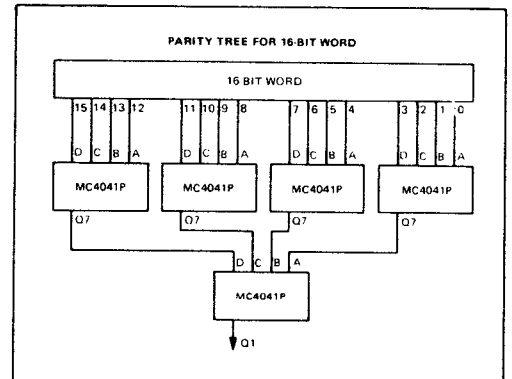 PARITY TREE FOR 16-BIT WORD
16 BIT WORD
15 14 13 12 11 10 9 8 7 6 5 4 3 2 1 0
D C B A D C B A D C B A D C B A
MC4041P MC4041P MC4041P MC4041P
Q7 Q7 Q7 Q7
D C B A
MC4041P
Q1